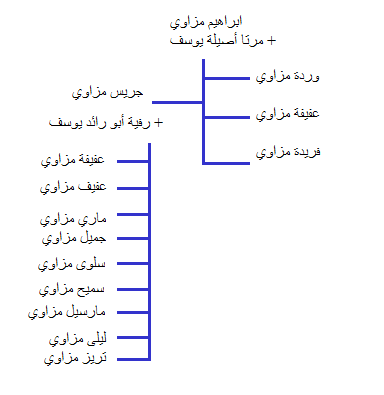 ابراهيم مزاوي
+ مرتا أصيلة يوسف
وردة مزاوي
جريس مزاوي
عفيفة مزاوي
+ رفية أبو رائد يوسف
فريدة مزاوي
عفيفة مزاوي
عفيف مزاوي
ماري مزاوي
جميل مزاوي
سلوى مزاوي
سميح مزاوي
مارسيل مزاوي
ليلى مزاوي
تريز مزاوي